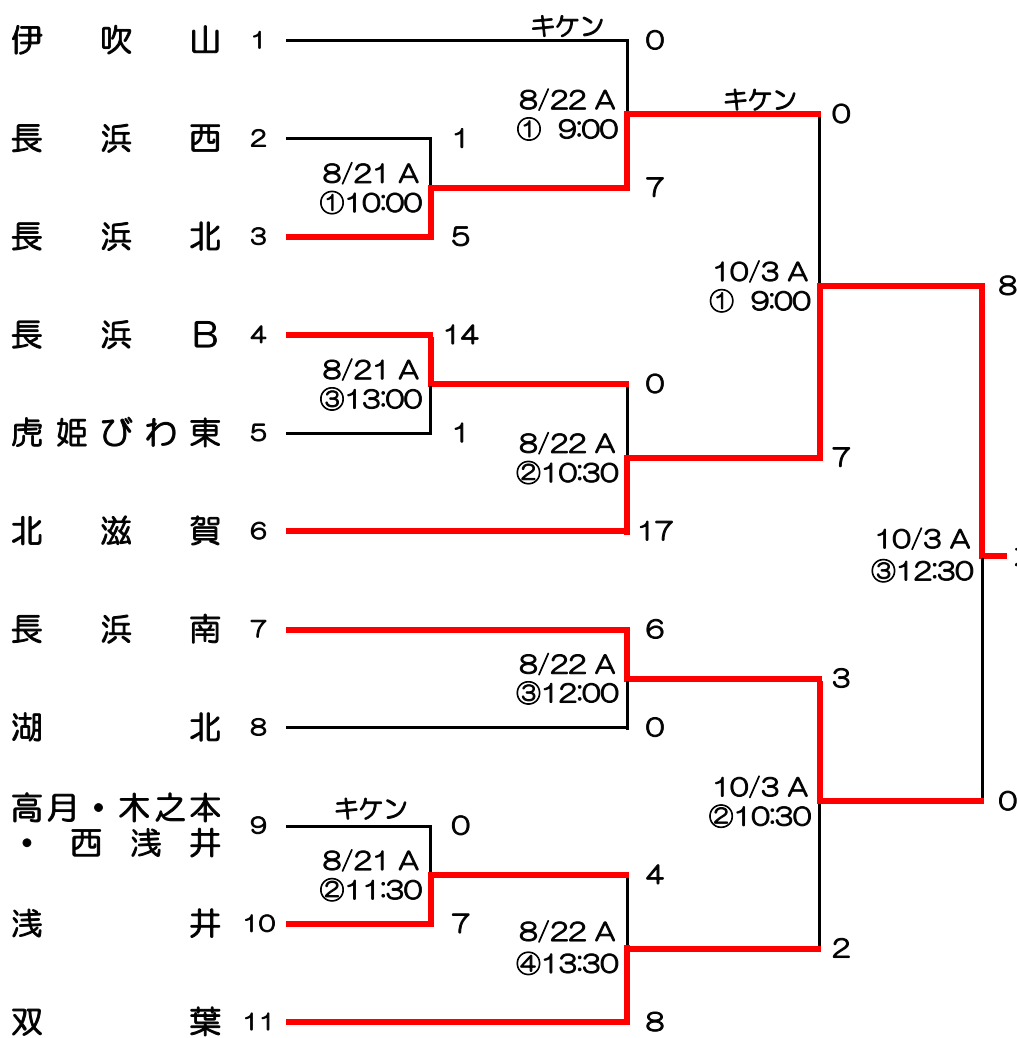 キケン
伊吹山 1 0
8/22 A
① 9:00
キケン
0
長浜西 2 1
8/21 A
①10:00
7
長浜北 3 5
10/3 A
① 9:00
8
長浜B 4 14
8/21 A
③13:00
0
虎姫びわ東 5 1
8/22 A
②10:30
7
北滋賀 6 17
10/3 A
③12:30
長浜南 7 6
8/22 A
③12:00
3
湖北 8 0
10/3 A
②10:30
0
高月・木之本
・西浅井 9 0
キケン
8/21 A
②11:30
4
浅井 10 7
8/22 A
④13:30
2
双葉 11 8